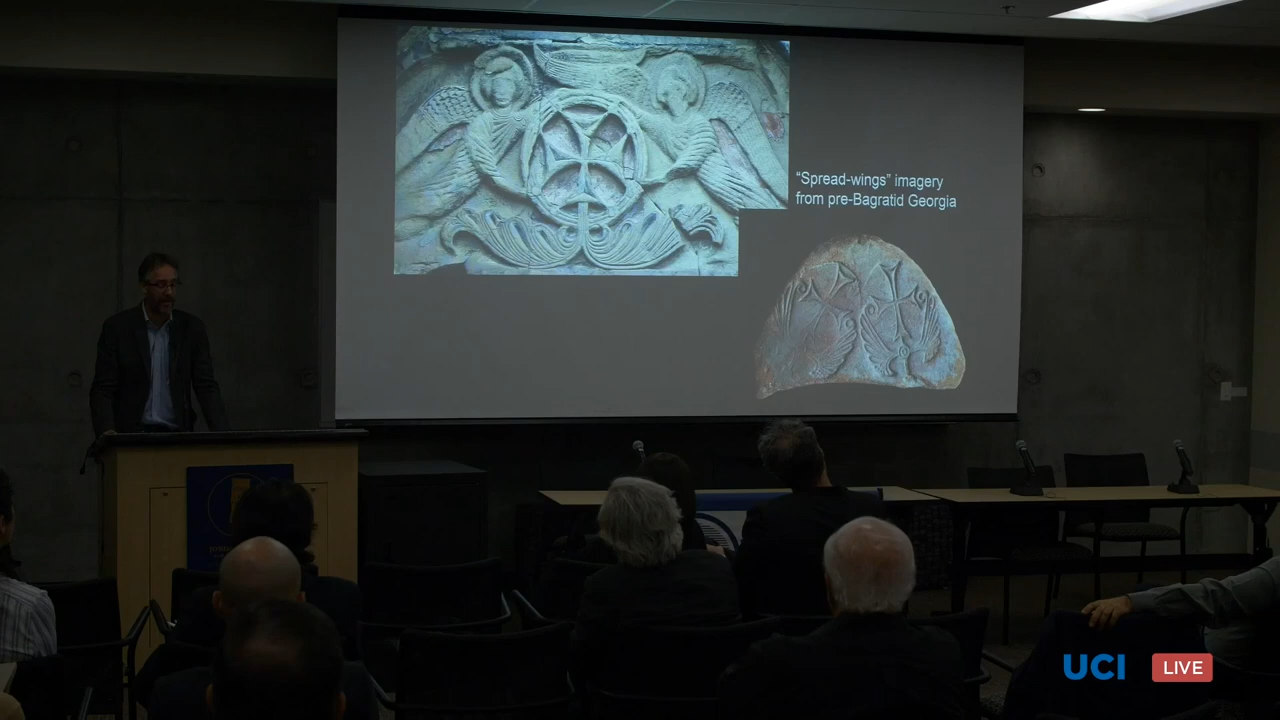 “Spread-wings” imagery
from pre-Bagratid Georgia
UCI LIVE